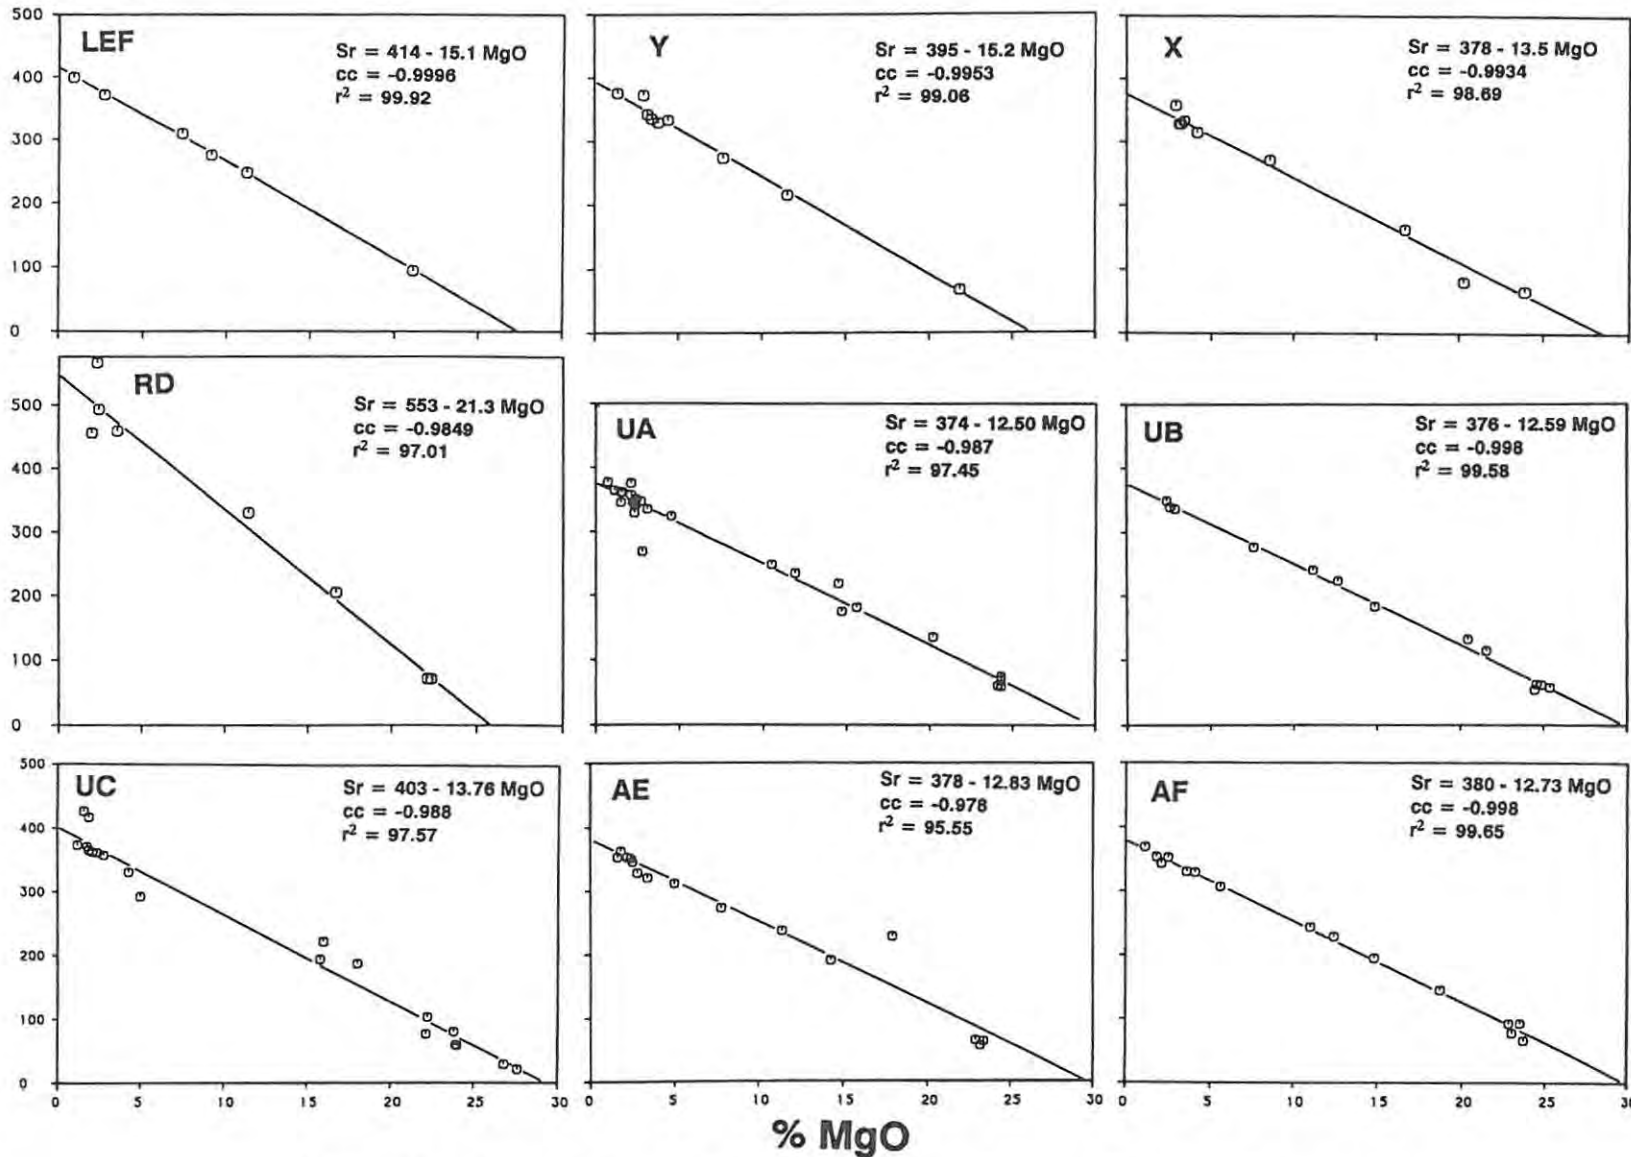 500
400
300
200
100
0
LEF
Sr = 414 - 15.1 MgO
cc = -0.9996
r² = 99.92
Y
Sr = 395 - 15.2 MgO
cc = -0.9953
r² = 99.06
X
Sr = 378 - 13.5 MgO
cc = -0.9934
r² = 98.69
500
400
300
200
100
0
RD
Sr = 553 - 21.3 MgO
cc = -0.9849
r² = 97.01
UA
Sr = 374 - 12.50 MgO
cc = -0.987
r² = 97.45
UB
Sr = 376 - 12.59 MgO
cc = -0.998
r² = 99.58
500
400
300
200
100
0
UC
Sr = 403 - 13.76 MgO
cc = -0.988
r² = 97.57
AE
Sr = 378 - 12.83 MgO
cc = -0.978
r² = 95.55
AF
Sr = 380 - 12.73 MgO
cc = -0.998
r² = 99.65
0 5 10 15 20 25 30
0 5 10 15 20 25 30
0 5 10 15 20 25 30
% MgO